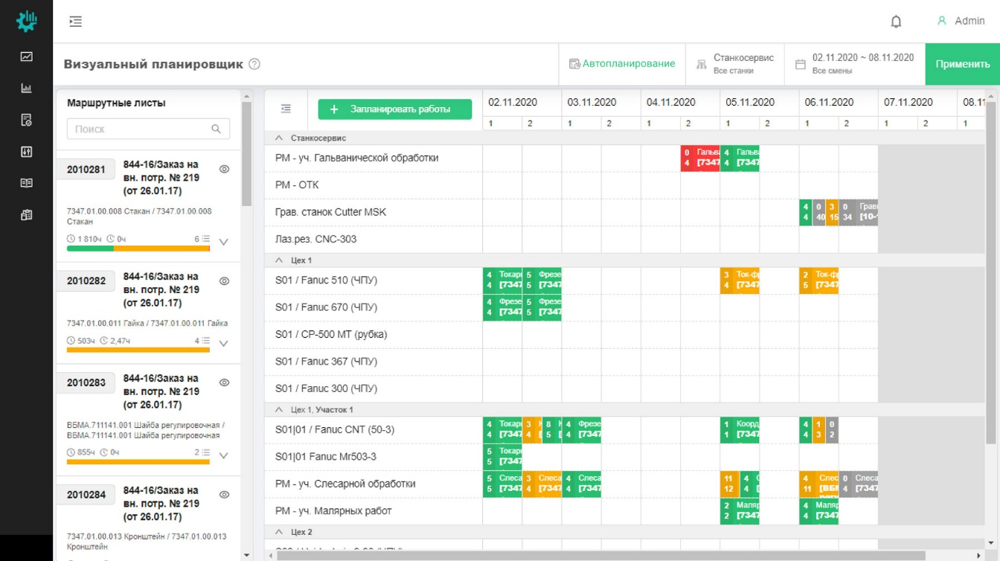 Admin
Визуальный планировщик ?
Автопланирование
Станкосервис
Все станки
02.11.2020 ~ 08.11.2020
Все смены
Применить
Маршрутные листы
Поиск
2010281
844-16/Заказ на
вн. потр. № 219
(от 26.01.17)
7347.01.00.008 Стакан / 7347.01.00.008
Стакан
1 810ч 0ч 6
2010282
844-16/Заказ на
вн. потр. № 219
(от 26.01.17)
7347.01.00.011 Гайка / 7347.01.00.011 Гайка
503ч 2,47ч 4
2010283
844-16/Заказ на
вн. потр. № 219
(от 26.01.17)
ВБМА.711141.001 Шайба регулировочная /
ВБМА.711141.001 Шайба регулировочная
855ч 0ч 2
2010284
844-16/Заказ на
вн. потр. № 219
(от 26.01.17)
7347.01.00.013 Кронштейн / 7347.01.00.013
Кронштейн
+ Запланировать работы
02.11.2020 03.11.2020 04.11.2020 05.11.2020 06.11.2020 07.11.2020 08.11
1 2 1 2 1 2 1 2 1 2 1 2 1
Станкосервис
РМ - уч. Гальванической обработки
0 Гальва 4 Гальва
4 [7347 4 [7347
РМ - ОТК
Грав. станок Cutter MSK
4 0 3 0 Грави
4 40 15 34 [10-1
Лаз.рез. CNC-303
Цех 1
S01 / Fanuc 510 (ЧПУ)
4 Токарн 5 Фрезе 3 Ток-фр 2 Ток-фр
4 [7347 5 [7347 4 [7347 5 [7347
S01 / Fanuc 670 (ЧПУ)
4 Фрезе 5 Фрезе
4 [7347 5 [7347
S01 / CP-500 MT (рубка)
S01 / Fanuc 367 (ЧПУ)
S01 / Fanuc 300 (ЧПУ)
Цех 1, Участок 1
S01|01 / Fanuc CNT (50-3)
4 Токарн 3 8 4 Фрезе 1 Коорд 4 1 0
4 [7347 4 5 4 [7347 1 [7347 4 3 2
S01|01 Fanuc Mr503-3
5 Токарн
5 [7347
РМ - уч. Слесарной обработки
5 Слеса 3 Слеса 4 Слеса 11 4 4 Слес 0 Слеса
5 [7347 4 [7347 4 [7347 12 4 11 [ВБМ 4 [7347
РМ - уч. Малярных работ
2 Маляр 4 Маляр
2 [7347 4 [7347
Цех 2